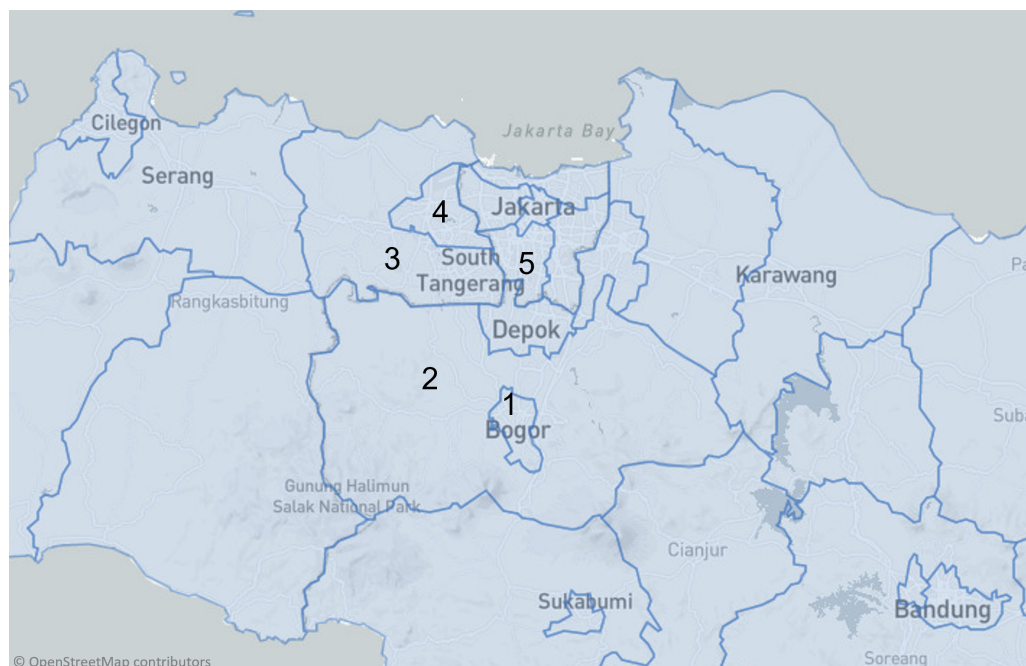 Jakarta Bay
Cilegon
Serang
4
Jakarta
3
South
Tangerang
5
Karawang
Pa
Rangkasbitung
Depok
2
1
Bogor
Suba
Gunung Halimun
Salak National Park
Cianjur
Sukabumi
Bandung
Soreang
© OpenStreetMap contributors